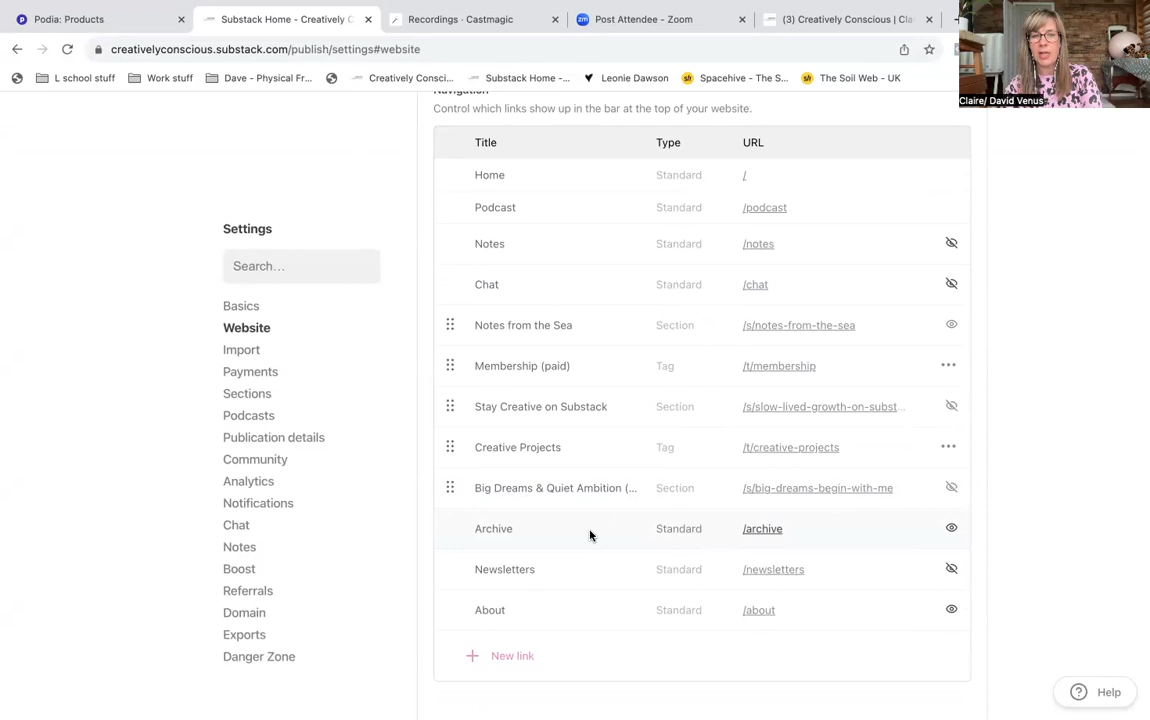 Podia: Products
Substack Home - Creatively C
Recordings - Castmagic
Post Attendee - Zoom
(3) Creatively Conscious | Cla
creativelyconscious.substack.com/publish/settings#website
L school stuff
Work stuff
Dave - Physical Fr...
Creatively Consci...
Substack Home -...
Leonie Dawson
Spacehive - The S...
The Soil Web - UK
Claire/ David Venus
Navigation
Control which links show up in the bar at the top of your website.
Title Type URL
Home Standard /
Podcast Standard /podcast
Notes Standard /notes
Chat Standard /chat
Notes from the Sea Section /s/notes-from-the-sea
Membership (paid) Tag /t/membership
Stay Creative on Substack Section /s/slow-lived-growth-on-subst...
Creative Projects Tag /t/creative-projects
Big Dreams & Quiet Ambition (... Section /s/big-dreams-begin-with-me
Archive Standard /archive
Newsletters Standard /newsletters
About Standard /about
New link
Settings
Search...
Basics
Website
Import
Payments
Sections
Podcasts
Publication details
Community
Analytics
Notifications
Chat
Notes
Boost
Referrals
Domain
Exports
Danger Zone
Help